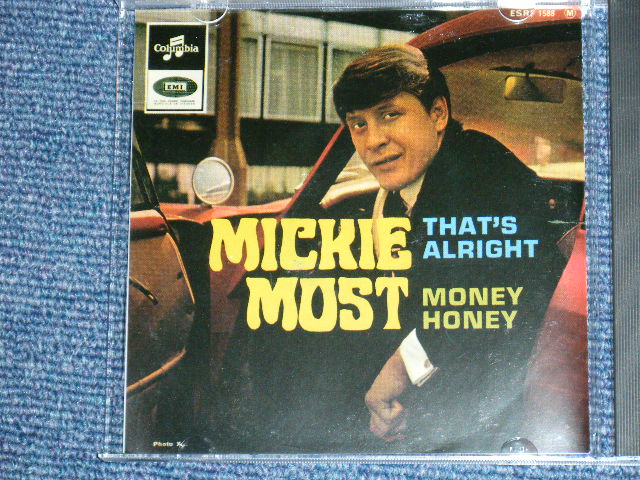 Columbia
EMI
ESRF 1588 M
MICKIE
MOST
THAT'S
ALRIGHT
MONEY
HONEY
Photo